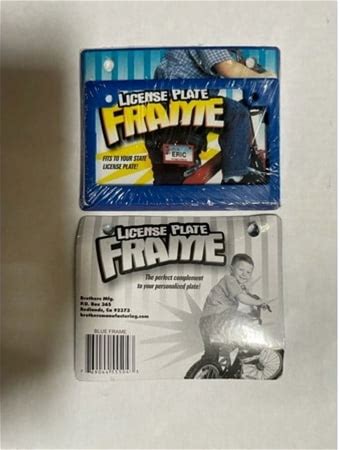 LICENSE PLATE
FRAME
ERIC
FITS TO YOUR STATE
LICENSE PLATE!
LICENSE PLATE
FRAME
The perfect complement
to your personalized plate!
Brothers Mfg.
P.O. Box 365
Redlands, Ca 92373
brothersmanufacturing.com
BLUE FRAME